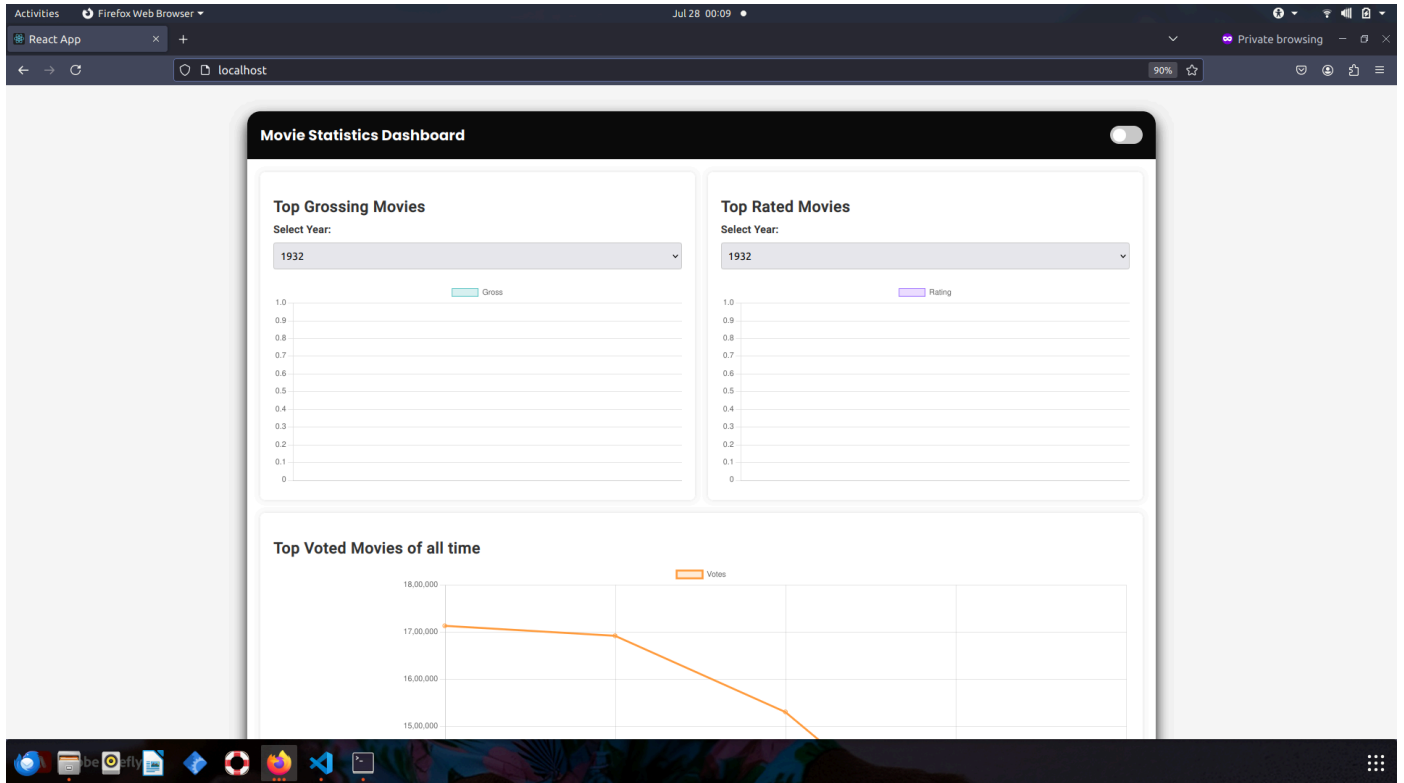 Activities Firefox Web Browser Jul 28 00:09
React App Private browsing
localhost 90%
Movie Statistics Dashboard
Top Grossing Movies
Select Year:
1932
Gross
1.0
0.9
0.8
0.7
0.6
0.5
0.4
0.3
0.2
0.1
0
Top Rated Movies
Select Year:
1932
Rating
1.0
0.9
0.8
0.7
0.6
0.5
0.4
0.3
0.2
0.1
0
Top Voted Movies of all time
Votes
18,00,000
17,00,000
16,00,000
15,00,000